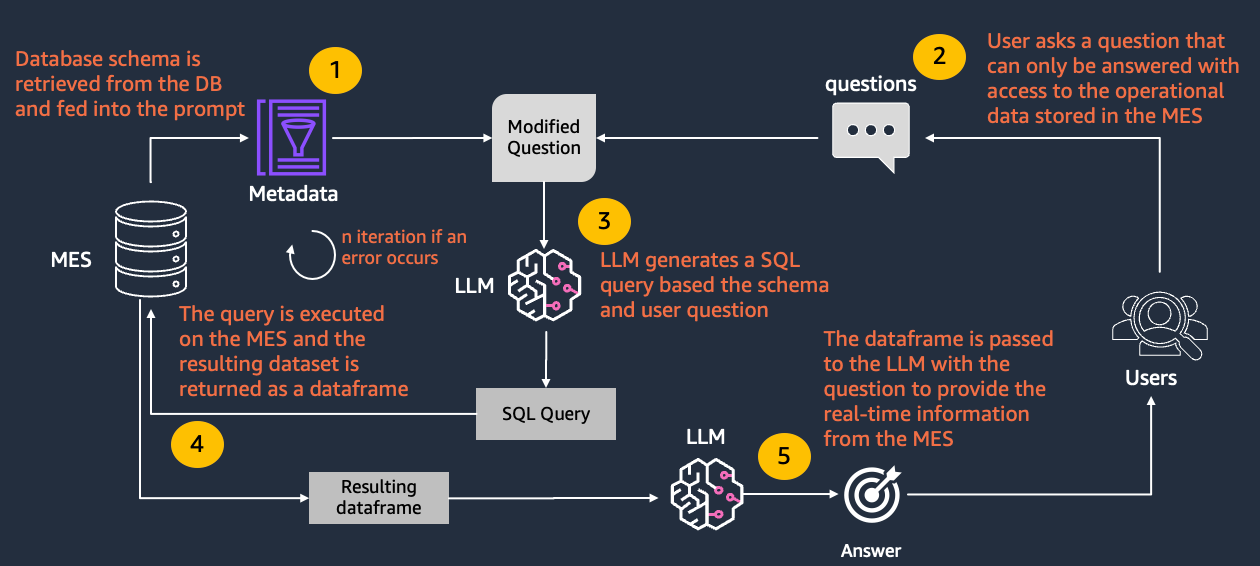 Database schema is
retrieved from the DB
and fed into the prompt
1
Metadata
Modified
Question
questions
2
User asks a question that
can only be answered with
access to the operational
data stored in the MES
MES
n iteration if an
error occurs
3
LLM
LLM generates a SQL
query based the schema
and user question
The query is executed
on the MES and the
resulting dataset is
returned as a dataframe
SQL Query
4
Resulting
dataframe
LLM
5
The dataframe is passed
to the LLM with the
question to provide the
real-time information
from the MES
Answer
Users